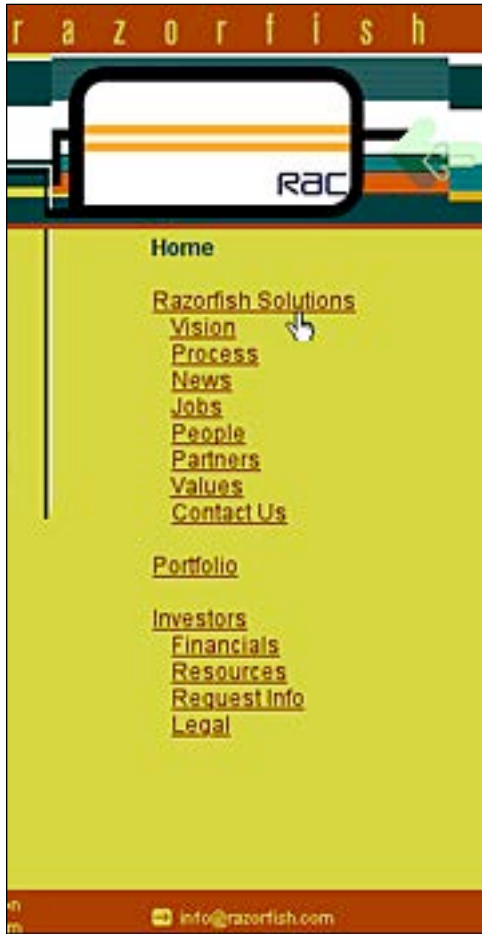 razorfish
rac
Home
Razorfish Solutions
Vision
Process
News
Jobs
People
Partners
Values
Contact Us
Portfolio
Investors
Financials
Resources
Request Info
Legal
info@razorfish.com